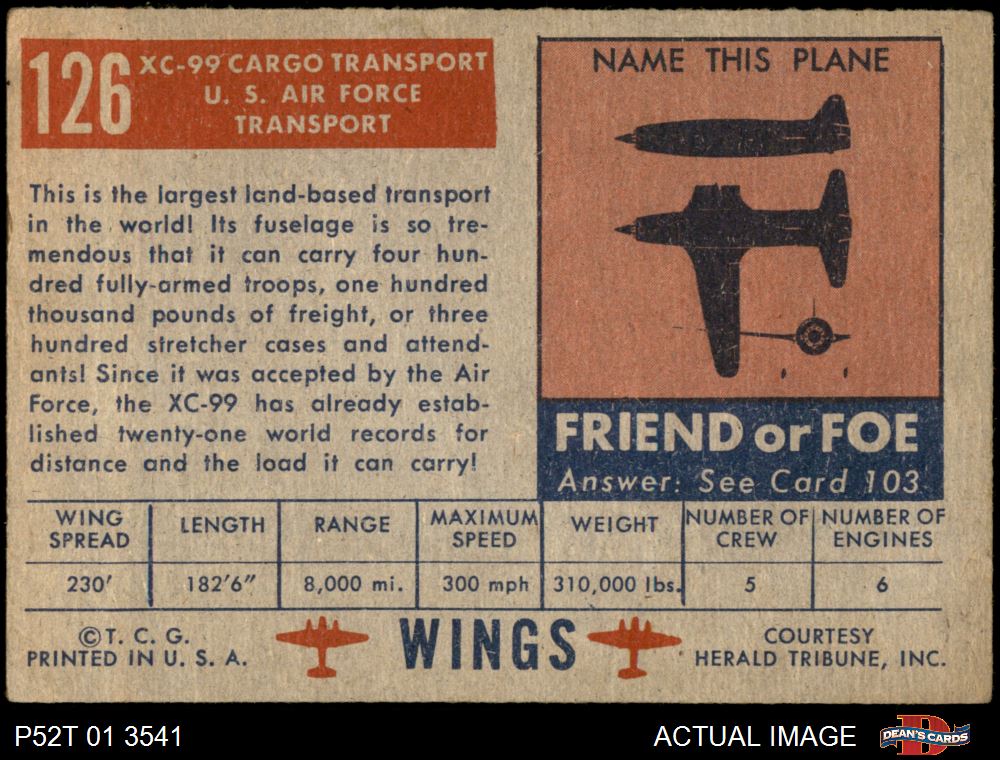 126
XC-99 CARGO TRANSPORT
U. S. AIR FORCE
TRANSPORT
This is the largest land-based transport
in the world! Its fuselage is so tre-
mendous that it can carry four hun-
dred fully-armed troops, one hundred
thousand pounds of freight, or three
hundred stretcher cases and attend-
ants! Since it was accepted by the Air
Force, the XC-99 has already estab-
lished twenty-one world records for
distance and the load it can carry!
NAME THIS PLANE
FRIEND or FOE
Answer: See Card 103
WING SPREAD LENGTH RANGE MAXIMUM SPEED WEIGHT NUMBER OF CREW NUMBER OF ENGINES
230' 182'6" 8,000 mi. 300 mph 310,000 lbs. 5 6
©T. C. G.
PRINTED IN U. S. A.
WINGS
COURTESY
HERALD TRIBUNE, INC.
P52T 01 3541
ACTUAL IMAGE
D
DEAN'S CARDS